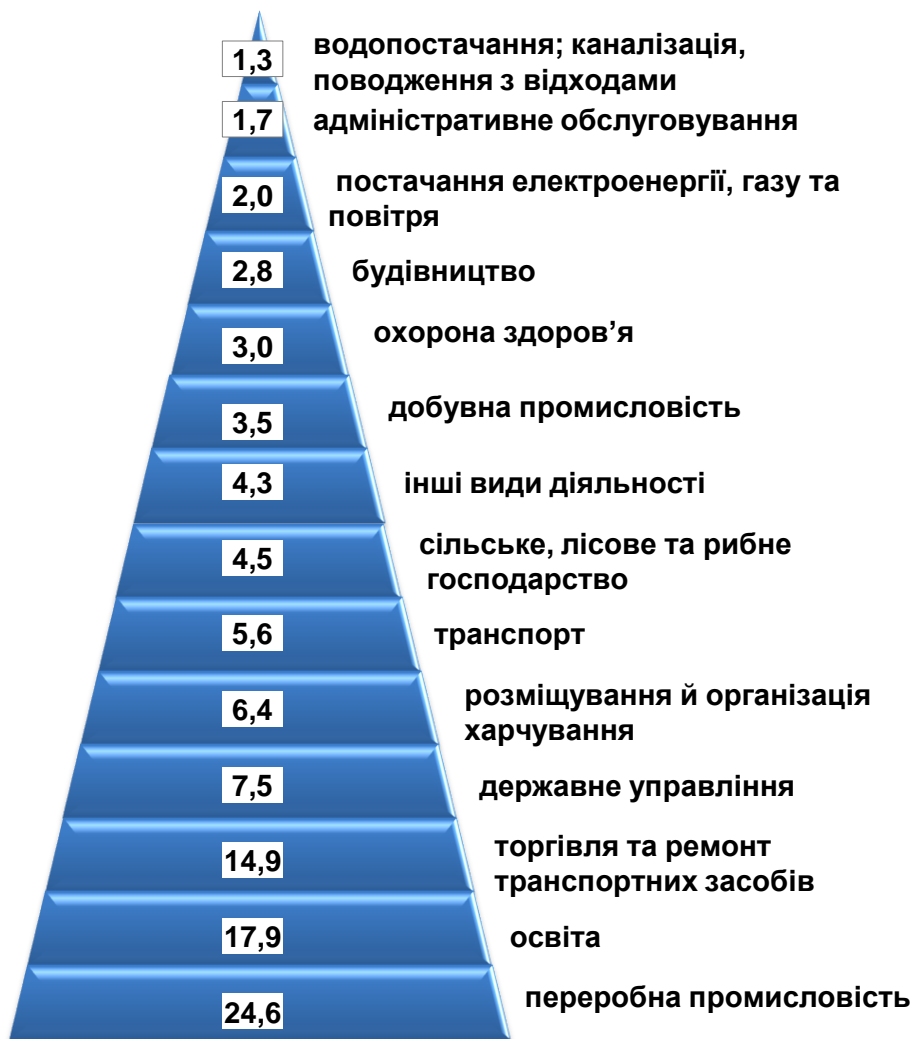 1,3
водопостачання; каналізація,
поводження з відходами
1,7
адміністративне обслуговування
2,0
постачання електроенергії, газу та
повітря
2,8
будівництво
3,0
охорона здоров’я
3,5
добувна промисловість
4,3
інші види діяльності
4,5
сільське, лісове та рибне
господарство
5,6
транспорт
6,4
розміщування й організація
харчування
7,5
державне управління
14,9
торгівля та ремонт
транспортних засобів
17,9
освіта
24,6
переробна промисловість